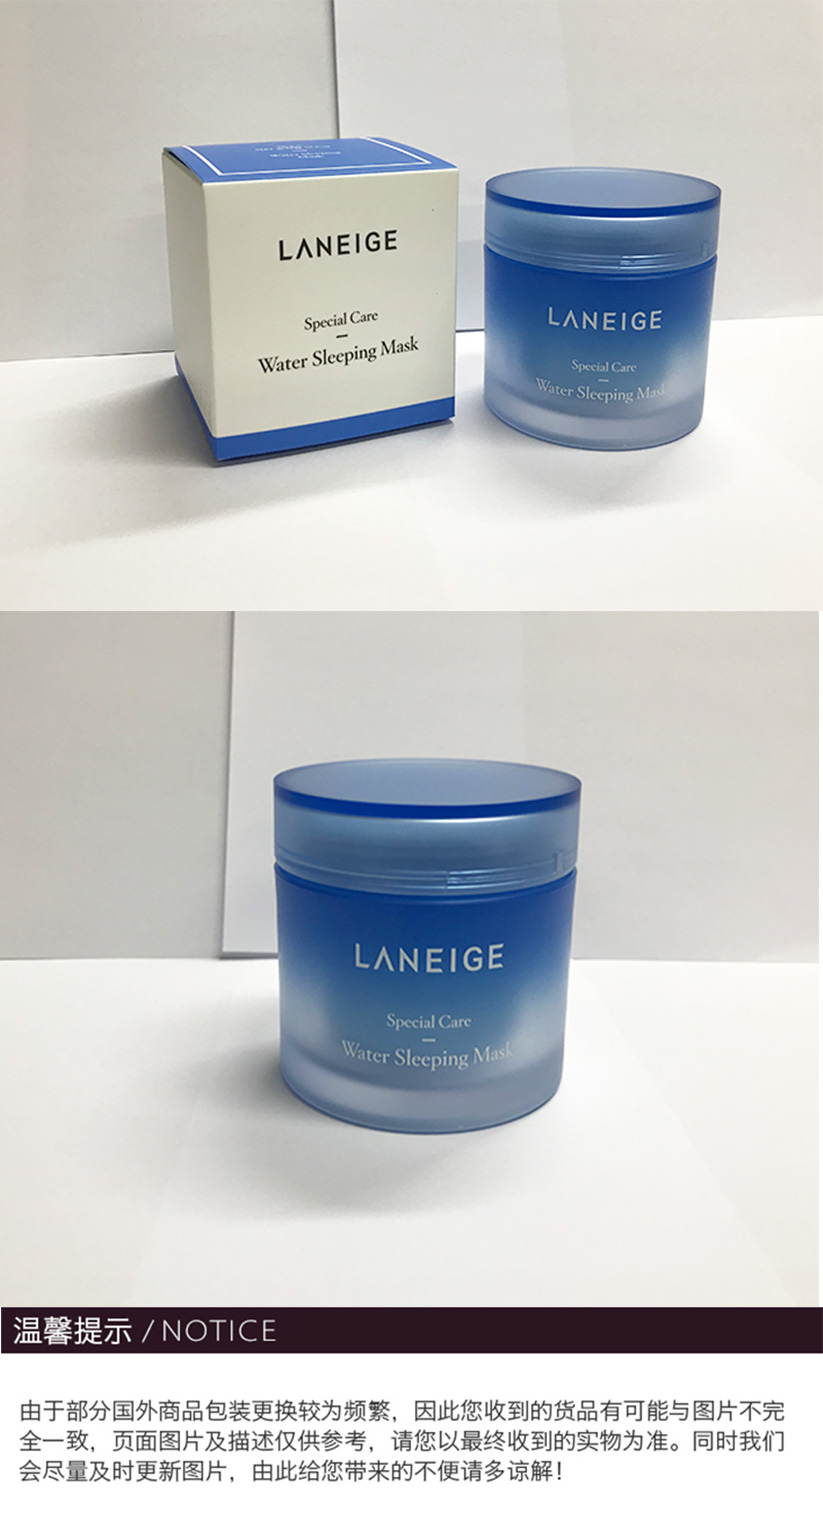 LANEIGE
Special Care
Water Sleeping Mask
LANEIGE
Special Care
Water Sleeping Mask
LANEIGE
Special Care
Water Sleeping Mask
温馨提示 / NOTICE
由于部分国外商品包装更换较为频繁，因此您收到的货品有可能与图片不完
全一致，页面图片及描述仅供参考，请您以最终收到的实物为准。同时我们
会尽量及时更新图片，由此给您带来的不便请多谅解！